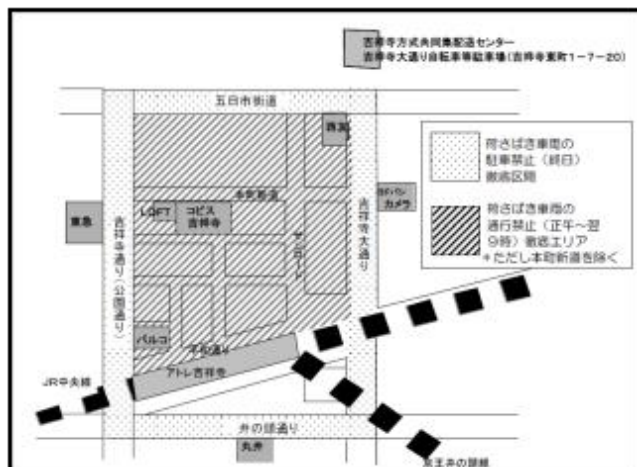 吉祥寺方式共同集配送センター
吉祥寺大通り自転車等駐車場(吉祥寺東町1-7-20)
五日市街道
西友
荷さばき車両の
駐車禁止(終日)
徹底区間
本町新道
LOFT
コピス
吉祥寺
東急
ヨドバシ
カメラ
吉祥寺通り(公園通り)
サンロード
吉祥寺大通り
荷さばき車両の
通行禁止(正午~翌
9時)徹底エリア
*ただし本町新道を除く
パルコ
平和通り
アトレ吉祥寺
JR中央線
井の頭通り
丸井
京王井の頭線